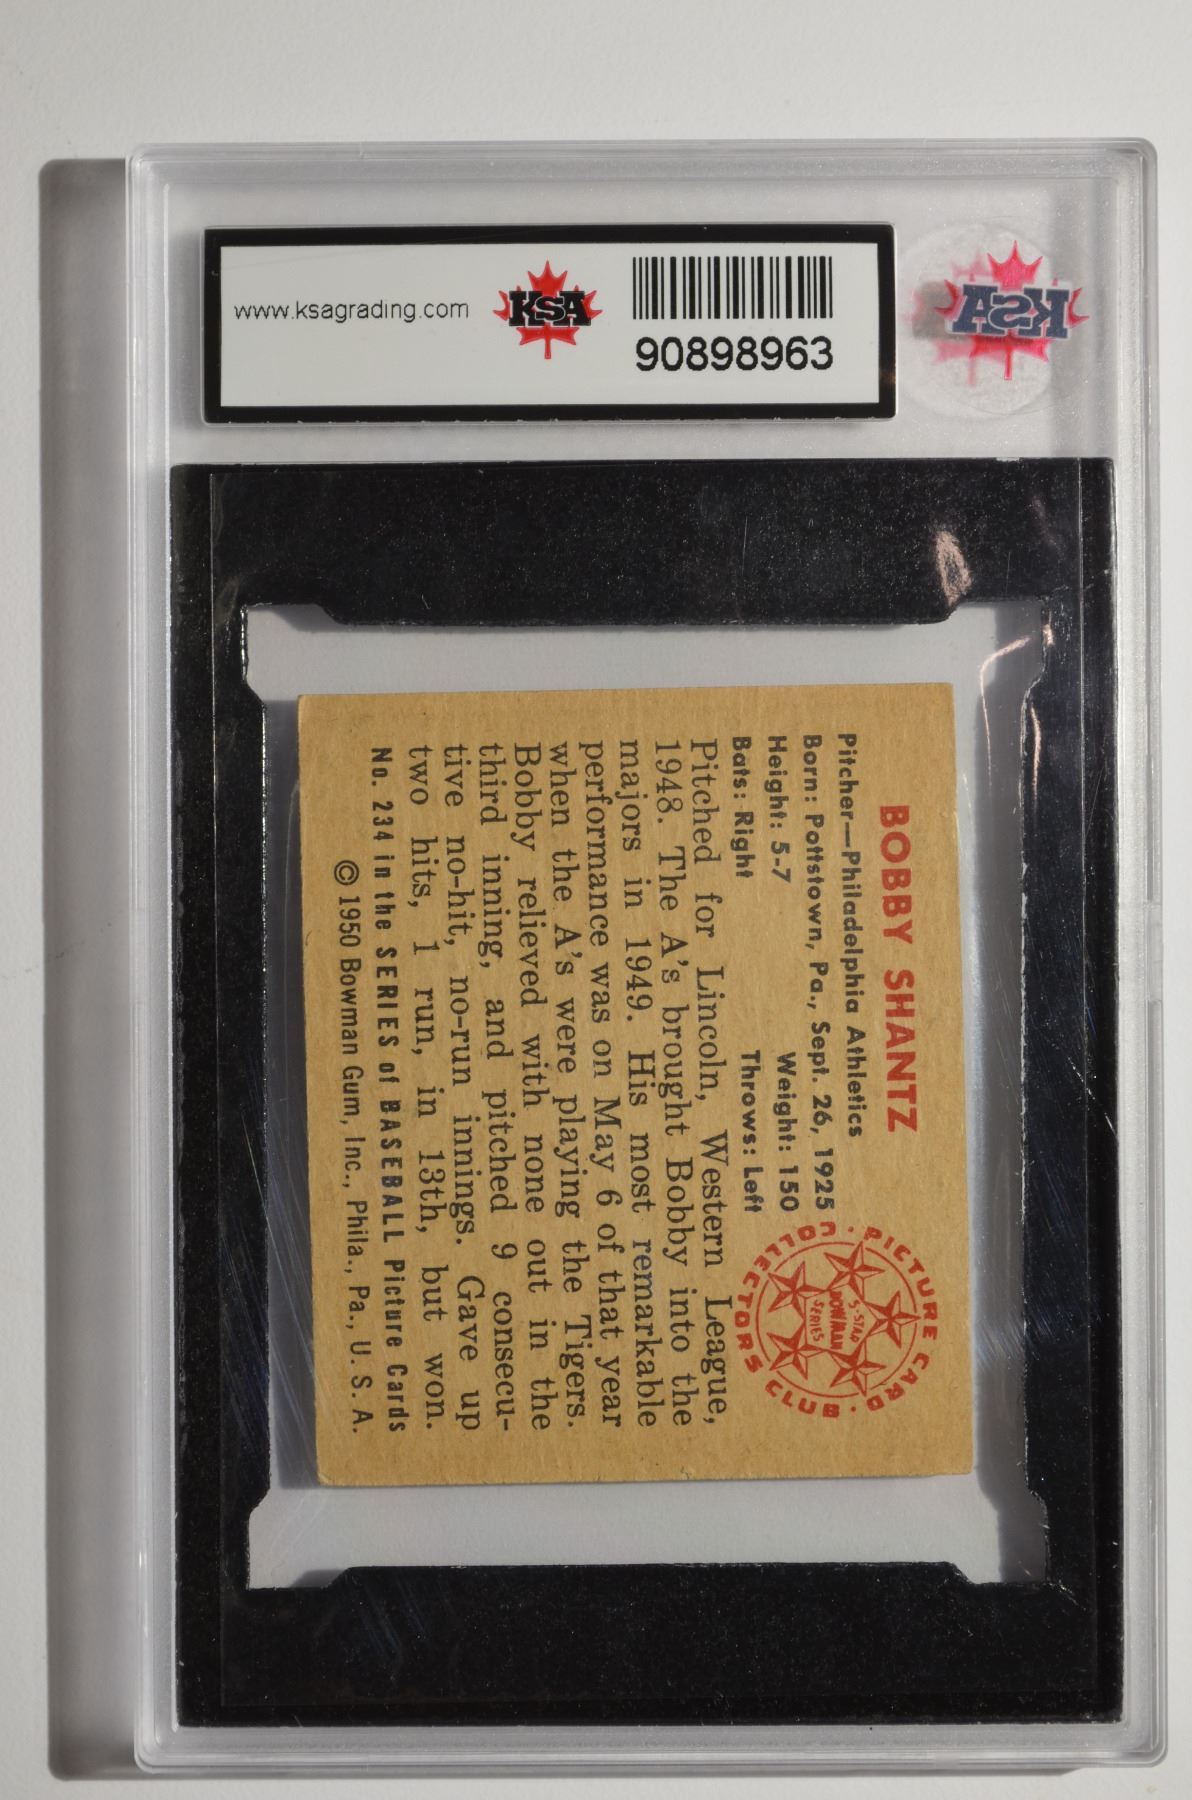 www.ksagrading.com
KSA
90898963
KSA
BOBBY SHANTZ
Pitcher—Philadelphia Athletics
Born: Pottstown, Pa., Sept. 26, 1925
Height: 5-7 Weight: 150
Bats: Right Throws: Left
Pitched for Lincoln, Western League,
1948. The A's brought Bobby into the
majors in 1949. His most remarkable
performance was on May 6 of that year
when the A's were playing the Tigers.
Bobby relieved with none out in the
third inning, and pitched 9 consecu-
tive no-hit, no-run innings. Gave up
two hits, 1 run, in 13th, but won.
No. 234 in the SERIES of BASEBALL Picture Cards
© 1950 Bowman Gum, Inc., Phila., Pa., U. S. A.
PICTURE CARD
COLLECTORS CLUB
5-STAR
BOWMAN
SERIES